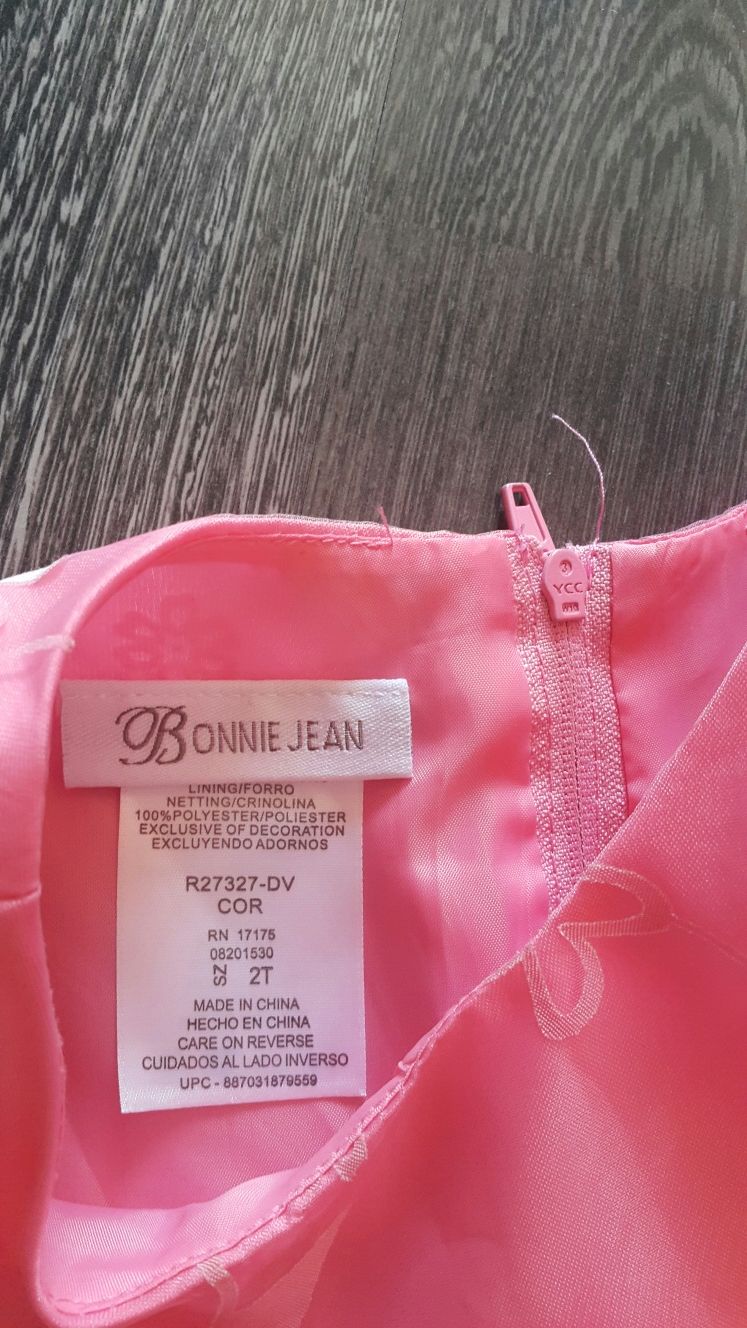 YCC
BONNIE JEAN
LINING/FORRO
NETTING/CRINOLINA
100%POLYESTER/POLIESTER
EXCLUSIVE OF DECORATION
EXCLUYENDO ADORNOS
R27327-DV
COR
RN 17175
08201530
SZ 2T
MADE IN CHINA
HECHO EN CHINA
CARE ON REVERSE
CUIDADOS AL LADO INVERSO
UPC - 887031879559